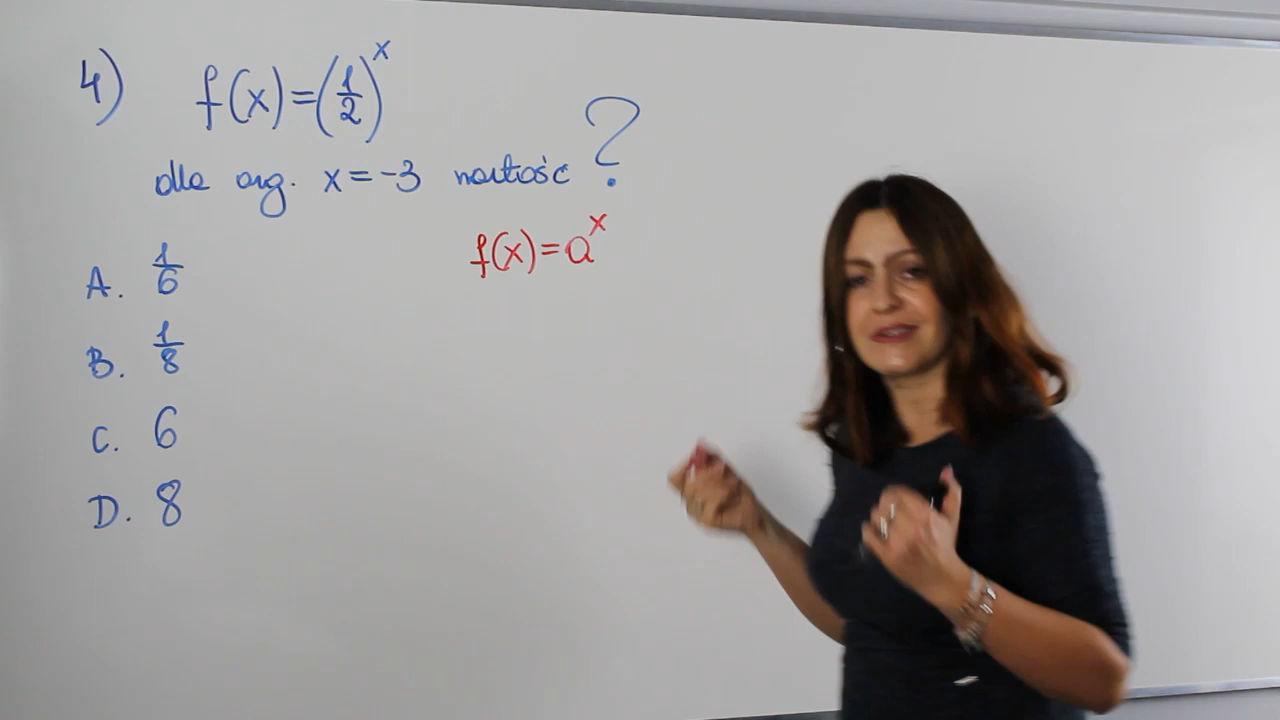 4) f(x)=(1/2)^x
dla arg. x=-3 wartość ?
f(x)=a^x
A. 1/6
B. 1/8
C. 6
D. 8